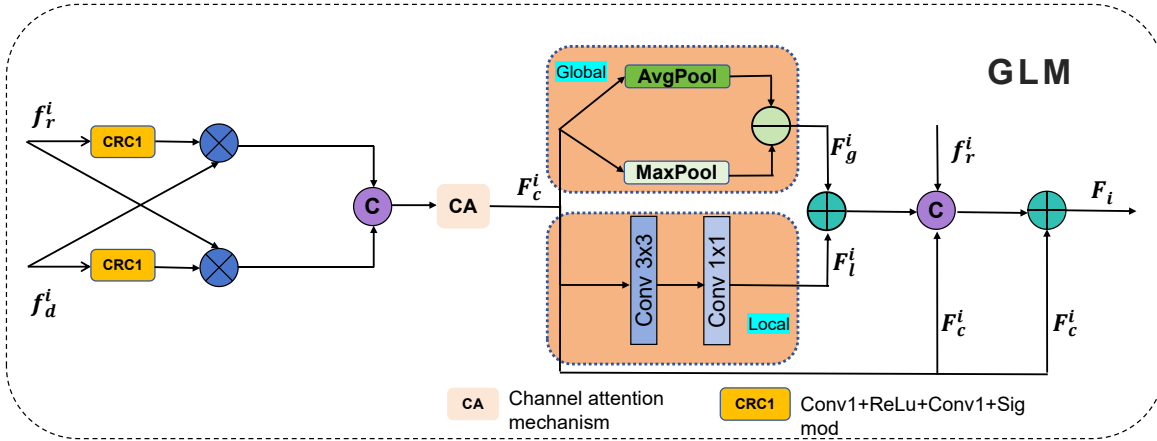 GLM
Global
AvgPool
MaxPool
f_r^i
CRC1
f_d^i
CRC1
C
CA
F_c^i
Conv 3x3
Conv 1x1
Local
F_g^i
F_l^i
f_r^i
C
F_c^i
F_c^i
F_i
CA
Channel attention
mechanism
CRC1
Conv1+ReLu+Conv1+Sig
mod